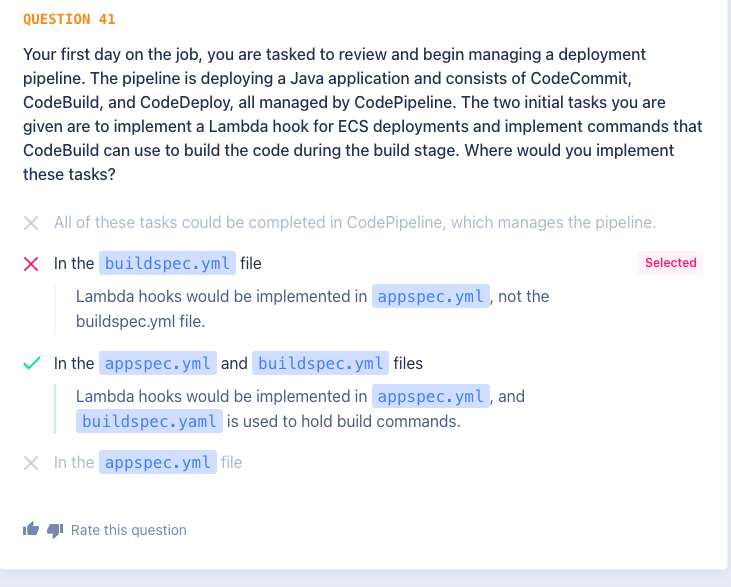 QUESTION 41
Your first day on the job, you are tasked to review and begin managing a deployment
pipeline. The pipeline is deploying a Java application and consists of CodeCommit,
CodeBuild, and CodeDeploy, all managed by CodePipeline. The two initial tasks you are
given are to implement a Lambda hook for ECS deployments and implement commands that
CodeBuild can use to build the code during the build stage. Where would you implement
these tasks?
All of these tasks could be completed in CodePipeline, which manages the pipeline.
In the buildspec.yml file
Selected
Lambda hooks would be implemented in appspec.yml, not the
buildspec.yml file.
In the appspec.yml and buildspec.yml files
Lambda hooks would be implemented in appspec.yml, and
buildspec.yaml is used to hold build commands.
In the appspec.yml file
Rate this question